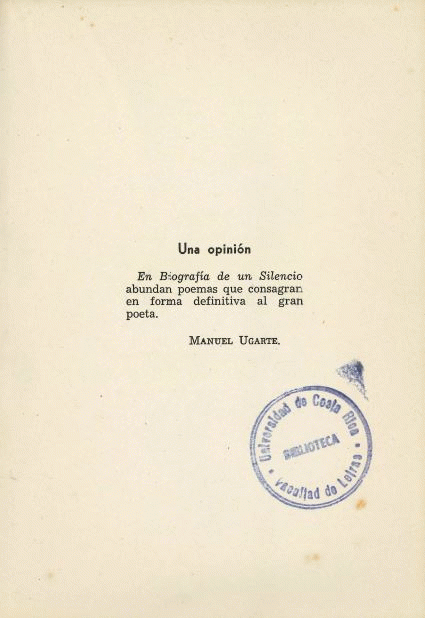 Una opinión
En Biografía de un Silencio
abundan poemas que consagran
en forma definitiva al gran
poeta.
MANUEL UGARTE.
Universidad de Costa Rica
BIBLIOTECA
Facultad de Letras